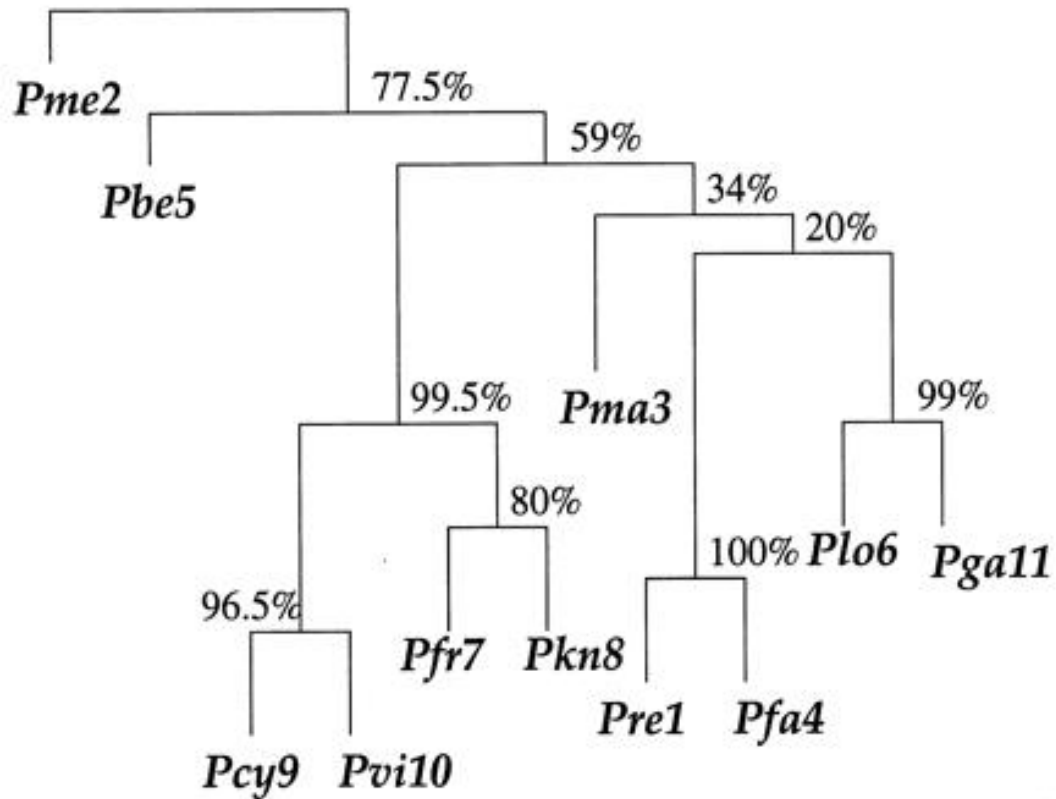 Pme2
77.5%
Pbe5
59%
34%
20%
99.5%
Pma3
99%
80%
100%
Plo6
Pga11
96.5%
Pfr7
Pkn8
Pre1
Pfa4
Pcy9
Pvi10